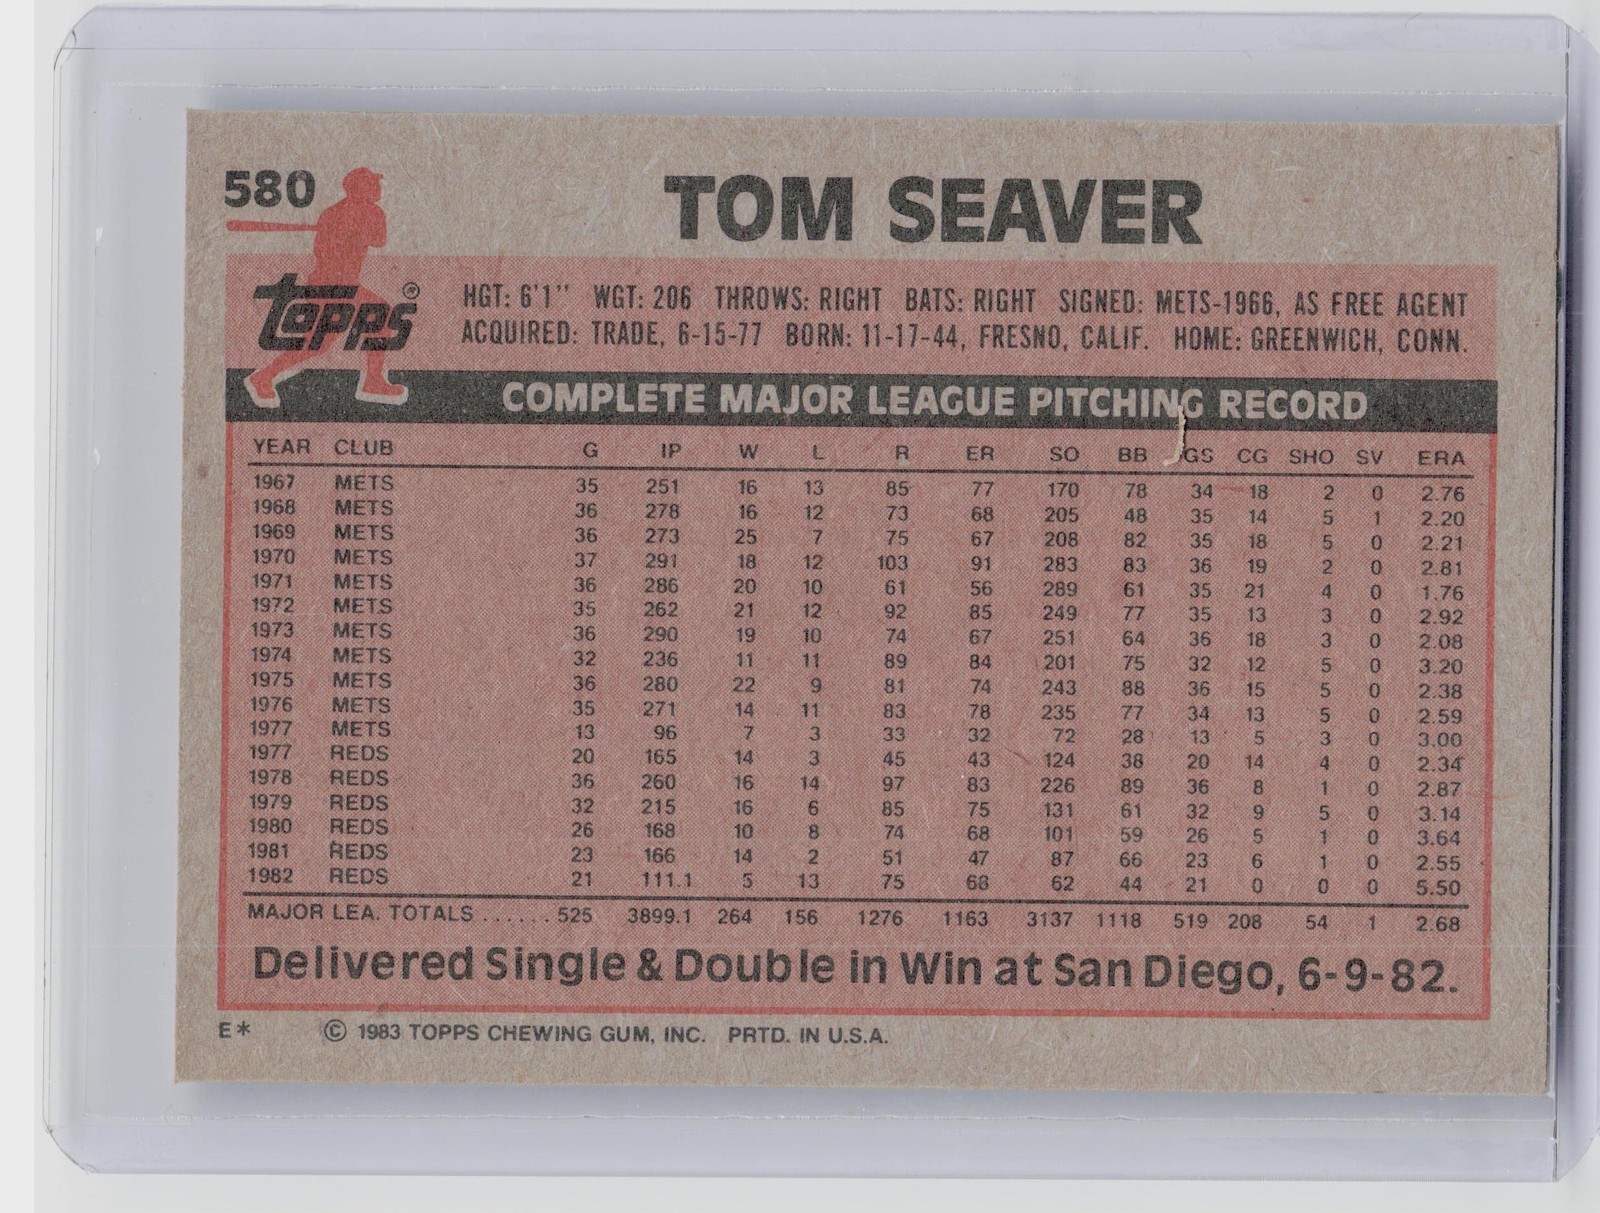 580
TOM SEAVER
topps®
HGT: 6'1" WGT: 206 THROWS: RIGHT BATS: RIGHT SIGNED: METS-1966, AS FREE AGENT
ACQUIRED: TRADE, 6-15-77 BORN: 11-17-44, FRESNO, CALIF. HOME: GREENWICH, CONN.
COMPLETE MAJOR LEAGUE PITCHING RECORD
YEAR CLUB G IP W L R ER SO BB GS CG SHO SV ERA
1967 METS 35 251 16 13 85 77 170 78 34 18 2 0 2.76
1968 METS 36 278 16 12 73 68 205 48 35 14 5 1 2.20
1969 METS 36 273 25 7 75 67 208 82 35 18 5 0 2.21
1970 METS 37 291 18 12 103 91 283 83 36 19 2 0 2.81
1971 METS 36 286 20 10 61 56 289 61 35 21 4 0 1.76
1972 METS 35 262 21 12 92 85 249 77 35 13 3 0 2.92
1973 METS 36 290 19 10 74 67 251 64 36 18 3 0 2.08
1974 METS 32 236 11 11 89 84 201 75 32 12 5 0 3.20
1975 METS 36 280 22 9 81 74 243 88 36 15 5 0 2.38
1976 METS 35 271 14 11 83 78 235 77 34 13 5 0 2.59
1977 METS 13 96 7 3 33 32 72 28 13 5 3 0 3.00
1977 REDS 20 165 14 3 45 43 124 38 20 14 4 0 2.34
1978 REDS 36 260 16 14 97 83 226 89 36 8 1 0 2.87
1979 REDS 32 215 16 6 85 75 131 61 32 9 5 0 3.14
1980 REDS 26 168 10 8 74 68 101 59 26 5 1 0 3.64
1981 REDS 23 166 14 2 51 47 87 66 23 6 1 0 2.55
1982 REDS 21 111.1 5 13 75 68 62 44 21 0 0 0 5.50
MAJOR LEA. TOTALS ...... 525 3899.1 264 156 1276 1163 3137 1118 519 208 54 1 2.68
Delivered Single & Double in Win at San Diego, 6-9-82.
E* © 1983 TOPPS CHEWING GUM, INC. PRTD. IN U.S.A.